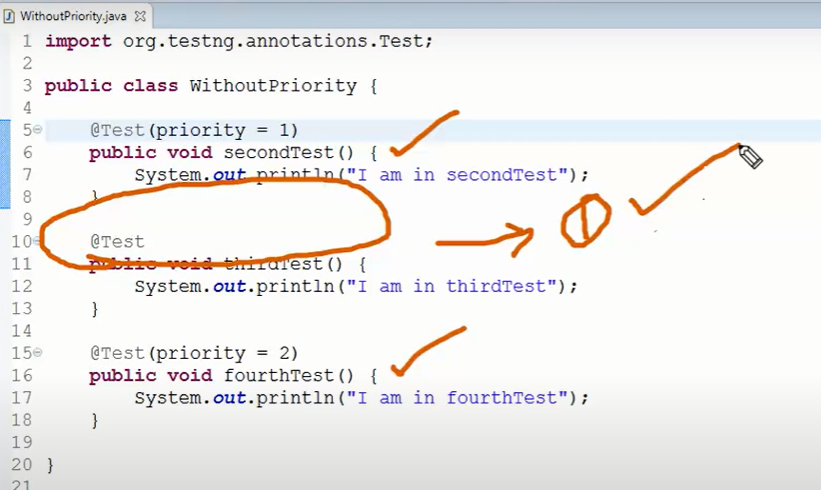 WithoutPriority.java
1 import org.testng.annotations.Test;
2
3 public class WithoutPriority {
4
5 @Test(priority = 1)
6 public void secondTest() {
7 System.out.println("I am in secondTest");
8 }
9
10 @Test
11 public void thirdTest() {
12 System.out.println("I am in thirdTest");
13 }
14
15 @Test(priority = 2)
16 public void fourthTest() {
17 System.out.println("I am in fourthTest");
18 }
19
20 }
21